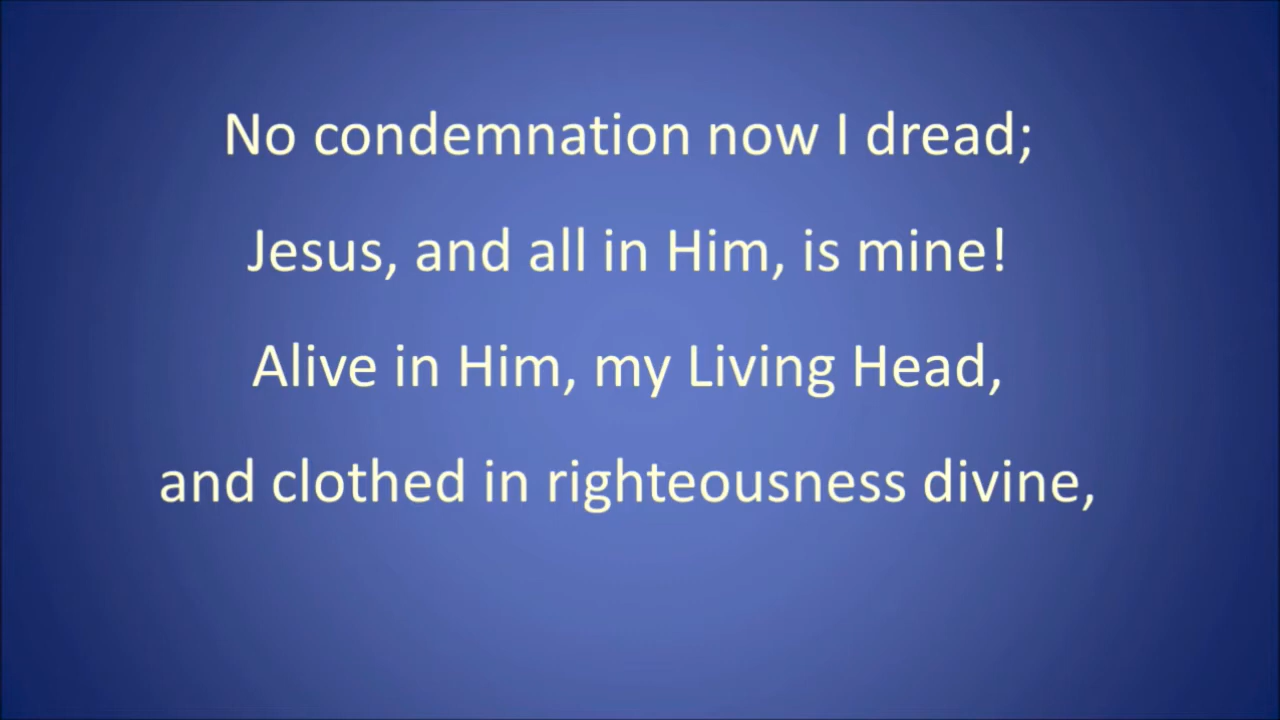 No condemnation now I dread;
Jesus, and all in Him, is mine!
Alive in Him, my Living Head,
and clothed in righteousness divine,